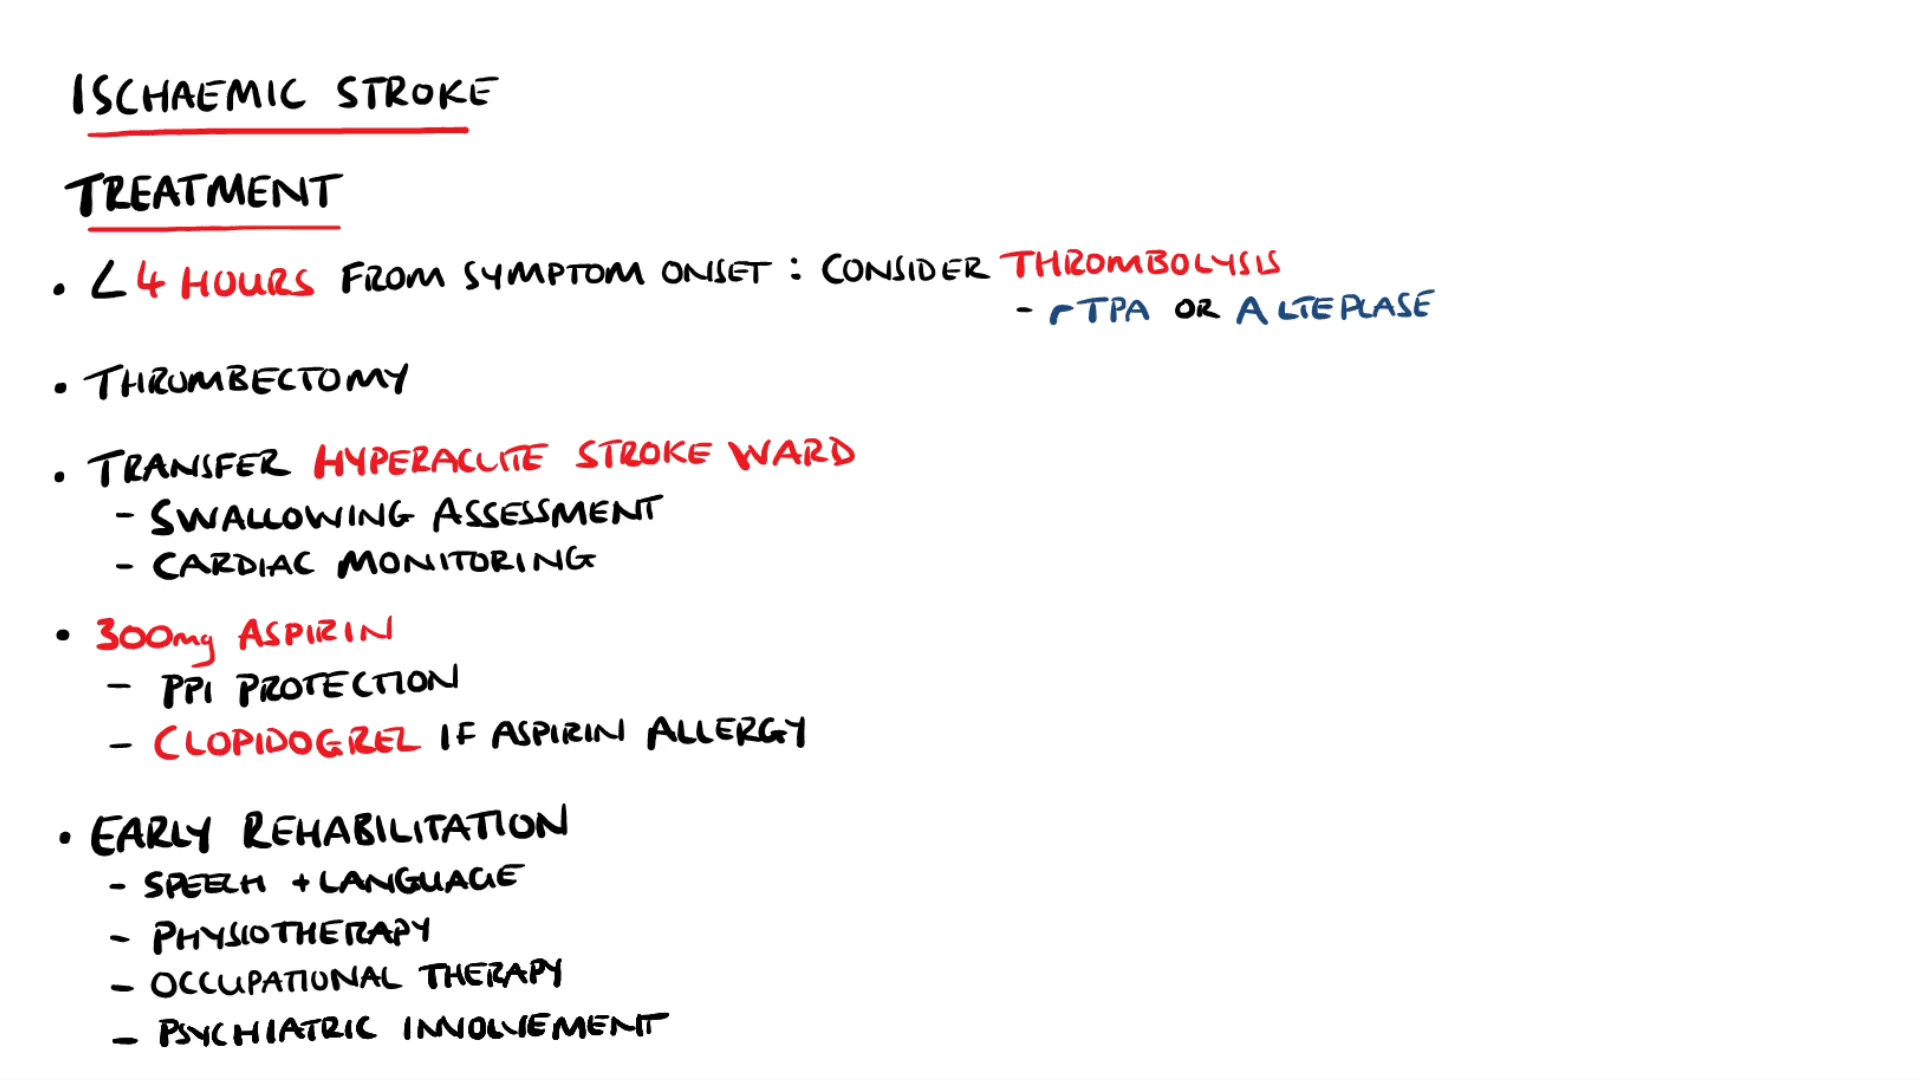 ISCHAEMIC STROKE
TREATMENT
• < 4 HOURS FROM SYMPTOM ONSET : CONSIDER THROMBOLYSIS
- rTPA OR ALTEPLASE
• THROMBECTOMY
• TRANSFER HYPERACUTE STROKE WARD
- SWALLOWING ASSESSMENT
- CARDIAC MONITORING
• 300mg ASPIRIN
- PPI PROTECTION
- CLOPIDOGREL IF ASPIRIN ALLERGY
• EARLY REHABILITATION
- SPEECH + LANGUAGE
- PHYSIOTHERAPY
- OCCUPATIONAL THERAPY
- PSYCHIATRIC INVOLVEMENT